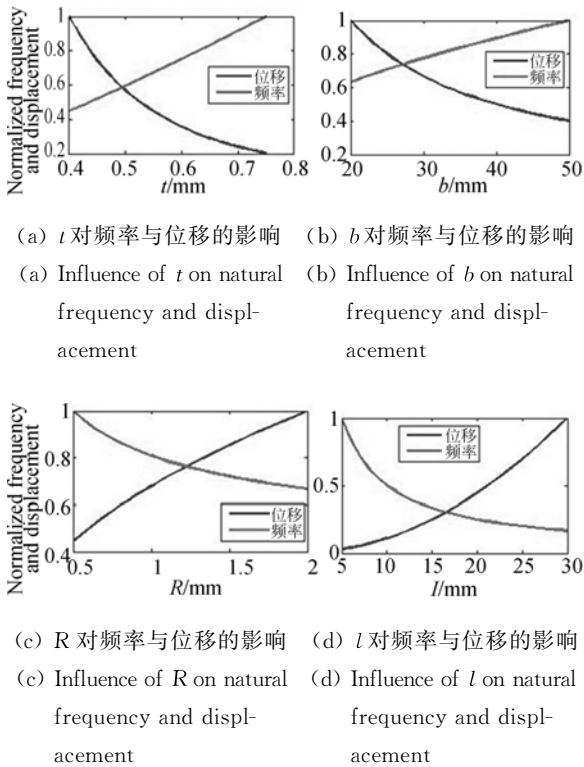 Normalized frequency
and displacement
1
0.8
0.6
0.4
0.2
0.4
0.5
0.6
0.7
0.8
t/mm
位移
频率
1
0.8
0.6
0.4
0.2
20
30
40
50
b/mm
位移
频率
(a) t对频率与位移的影响
(a) Influence of t on natural
frequency and displ-
acement
(b) b对频率与位移的影响
(b) Influence of b on natural
frequency and displ-
acement
Normalized frequency
and displacement
1
0.8
0.6
0.4
0.5
1
1.5
2
R/mm
位移
频率
1
0.5
0
5
10
15
20
25
30
I/mm
位移
频率
(c) R对频率与位移的影响
(c) Influence of R on natural
frequency and displ-
acement
(d) l对频率与位移的影响
(d) Influence of l on natural
frequency and displ-
acement